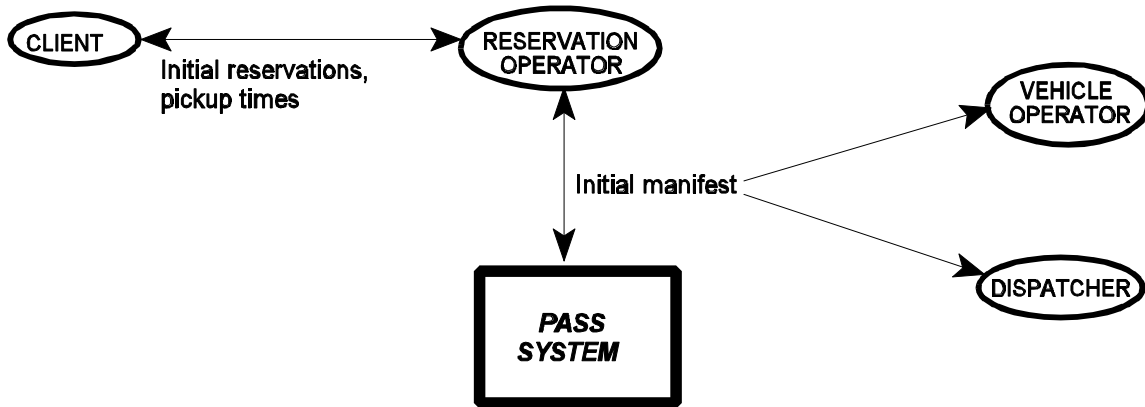 CLIENT
RESERVATION
OPERATOR
Initial reservations,
pickup times
VEHICLE
OPERATOR
Initial manifest
DISPATCHER
PASS
SYSTEM